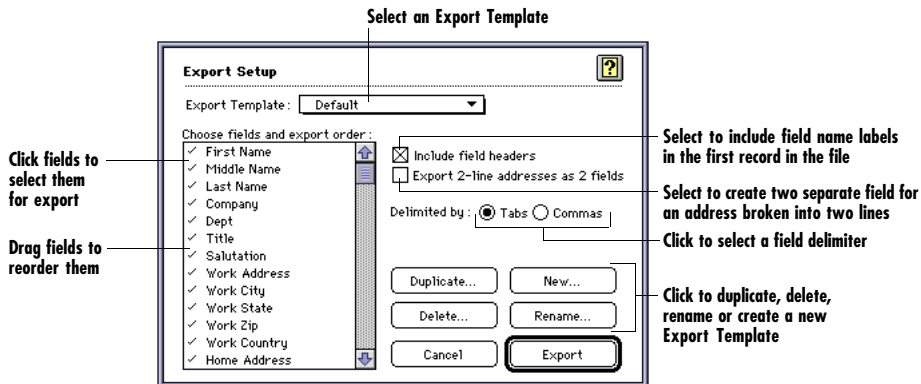 Select an Export Template
Export Setup
?
Export Template: Default
Choose fields and export order:
First Name
Middle Name
Last Name
Company
Dept
Title
Salutation
Work Address
Work City
Work State
Work Zip
Work Country
Home Address
Include field headers
Export 2-line addresses as 2 fields
Delimited by: Tabs Commas
Duplicate...
New...
Delete...
Rename...
Cancel
Export
Click fields to
select them
for export
Drag fields to
reorder them
Select to include field name labels
in the first record in the file
Select to create two separate field for
an address broken into two lines
Click to select a field delimiter
Click to duplicate, delete,
rename or create a new
Export Template